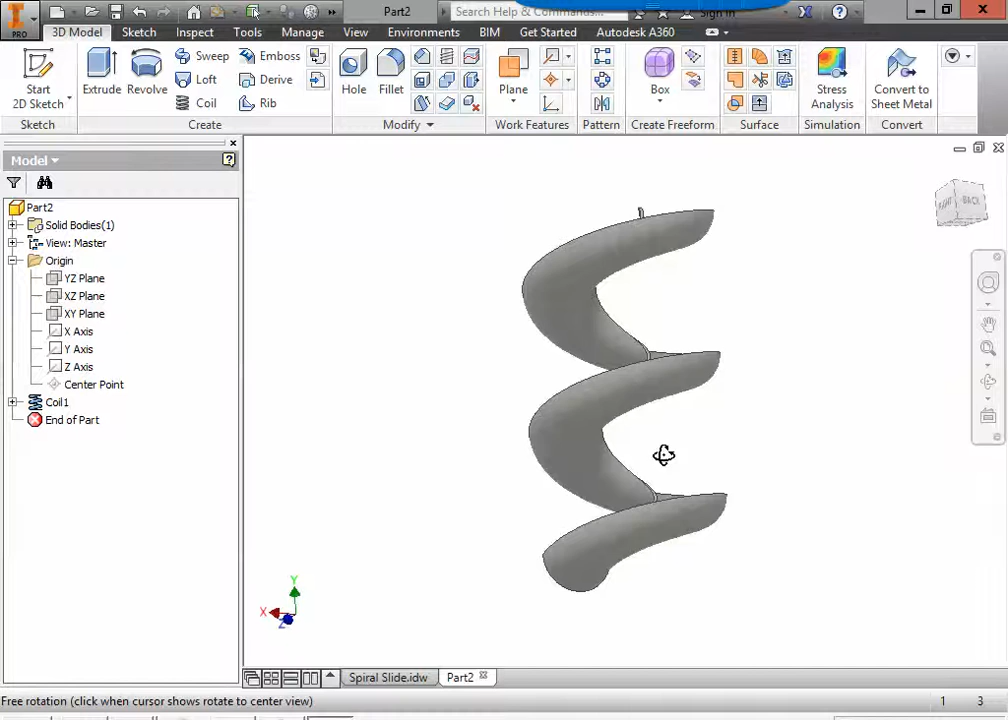 Part2
Search Help & Commands...
Sign In
PRO
3D Model Sketch Inspect Tools Manage View Environments BIM Get Started Autodesk A360
Start
2D Sketch
Extrude
Revolve
Sweep
Loft
Coil
Emboss
Derive
Rib
Hole
Fillet
Plane
Box
Stress
Analysis
Convert to
Sheet Metal
Sketch
Create
Modify
Work Features
Pattern
Create Freeform
Surface
Simulation
Convert
Model
Part2
Solid Bodies(1)
View: Master
Origin
YZ Plane
XZ Plane
XY Plane
X Axis
Y Axis
Z Axis
Center Point
Coil1
End of Part
BACK
Y
X
Z
Spiral Slide.idw
Part2
Free rotation (click when cursor shows rotate to center view)
1 3